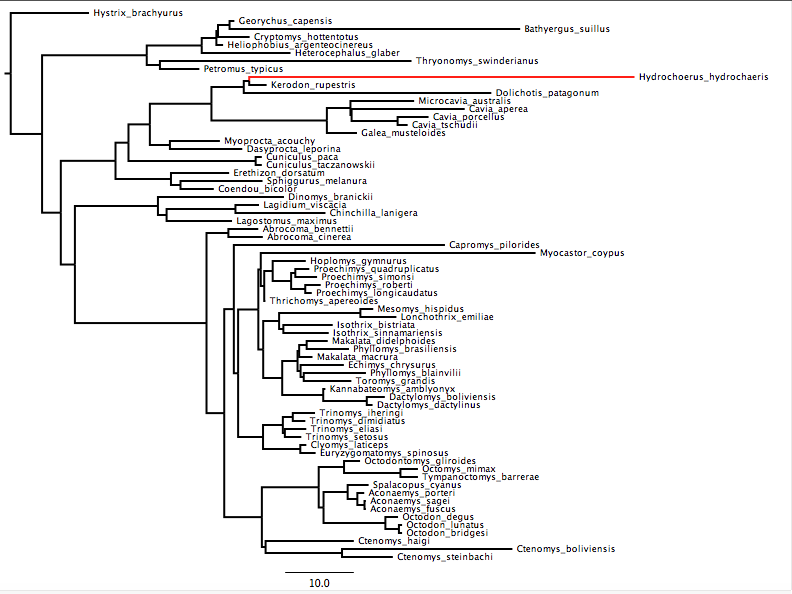 Hystrix_brachyurus
Georychus_capensis
Bathyergus_suillus
Cryptomys_hottentotus
Heliophobius_argenteocinereus
Heterocephalus_glaber
Thryonomys_swinderianus
Petromus_typicus
Hydrochoerus_hydrochaeris
Kerodon_rupestris
Dolichotis_patagonum
Microcavia_australis
Cavia_aperea
Cavia_porcellus
Cavia_tschudii
Galea_musteloides
Myoprocta_acouchy
Dasyprocta_leporina
Cuniculus_paca
Cuniculus_taczanowskii
Erethizon_dorsatum
Sphiggurus_melanura
Coendou_bicolor
Dinomys_branickii
Lagidium_viscacia
Chinchilla_lanigera
Lagostomus_maximus
Abrocoma_bennettii
Abrocoma_cinerea
Capromys_pilorides
Myocastor_coypus
Hoplomys_gymnurus
Proechimys_quadruplicatus
Proechimys_simonsi
Proechimys_roberti
Proechimys_longicaudatus
Thrichomys_apereoides
Mesomys_hispidus
Lonchothrix_emiliae
Isothrix_bistriata
Isothrix_sinnamariensis
Makalata_didelphoides
Phyllomys_brasiliensis
Makalata_macrura
Echimys_chrysurus
Phyllomys_blainvilii
Toromys_grandis
Kannabateomys_amblyonyx
Dactylomys_boliviensis
Dactylomys_dactylinus
Trinomys_iheringi
Trinomys_dimidiatus
Trinomys_eliasi
Trinomys_setosus
Clyomys_laticeps
Euryzygomatomys_spinosus
Octodontomys_gliroides
Octomys_mimax
Tympanoctomys_barrerae
Spalacopus_cyanus
Aconaemys_porteri
Aconaemys_sagei
Aconaemys_fuscus
Octodon_degus
Octodon_lunatus
Octodon_bridgesi
Ctenomys_haigi
Ctenomys_boliviensis
Ctenomys_steinbachi
10.0